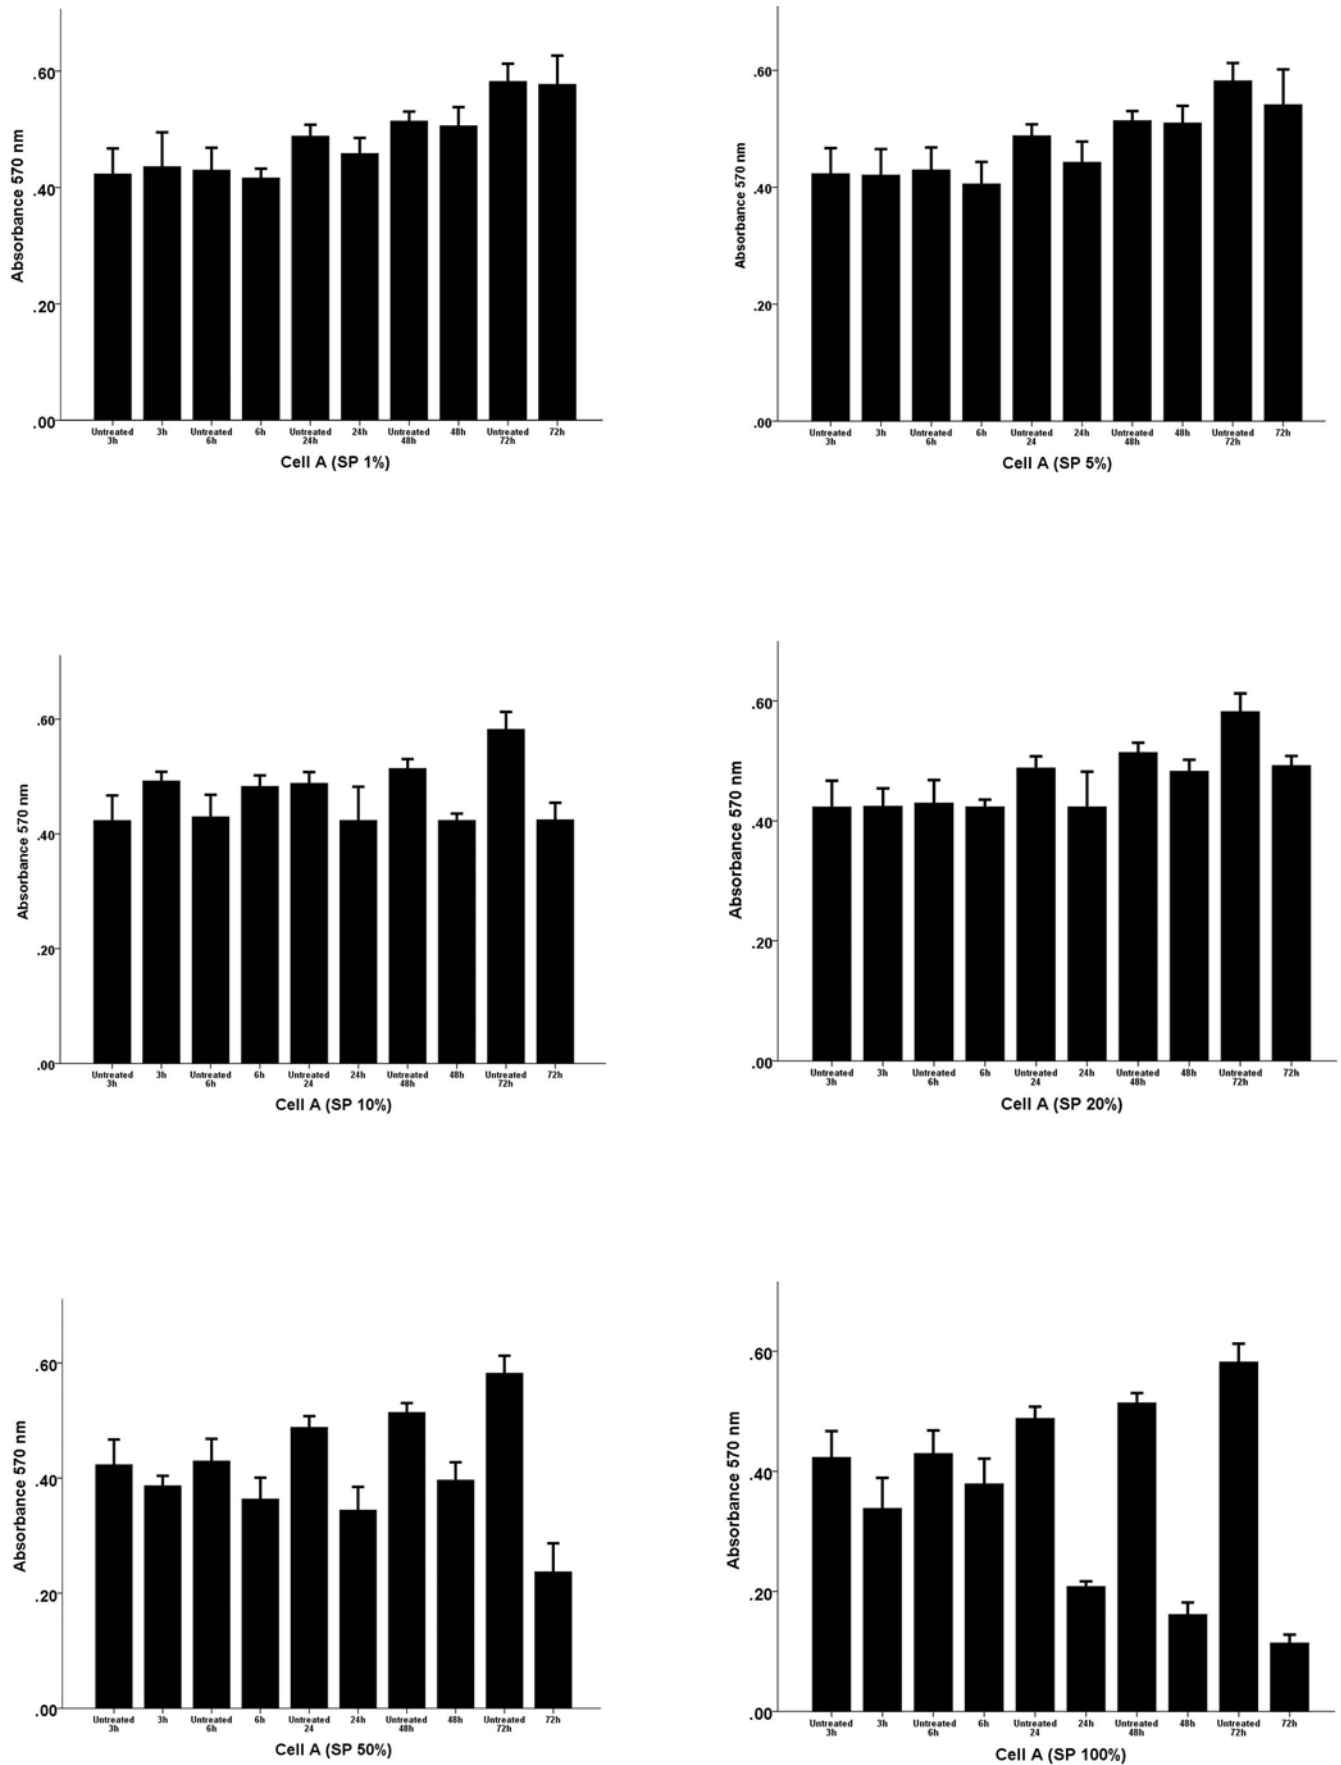 Absorbance 570 nm
.60
.40
.20
.00
Untreated 3h
3h
Untreated 6h
6h
Untreated 24h
24h
Untreated 48h
48h
Untreated 72h
72h
Cell A (SP 1%)
Absorbance 570 nm
.60
.40
.20
.00
Untreated 3h
3h
Untreated 6h
6h
Untreated 24
24h
Untreated 48h
48h
Untreated 72h
72h
Cell A (SP 5%)
Absorbance 570 nm
.60
.40
.20
.00
Untreated 3h
3h
Untreated 6h
6h
Untreated 24
24h
Untreated 48h
48h
Untreated 72h
72h
Cell A (SP 10%)
Absorbance 570 nm
.60
.40
.20
.00
Untreated 3h
3h
Untreated 6h
6h
Untreated 24
24h
Untreated 48h
48h
Untreated 72h
72h
Cell A (SP 20%)
Absorbance 570 nm
.60
.40
.20
.00
Untreated 3h
3h
Untreated 6h
6h
Untreated 24
24h
Untreated 48h
48h
Untreated 72h
72h
Cell A (SP 50%)
Absorbance 570 nm
.60
.40
.20
.00
Untreated 3h
3h
Untreated 6h
6h
Untreated 24
24h
Untreated 48h
48h
Untreated 72h
72h
Cell A (SP 100%)